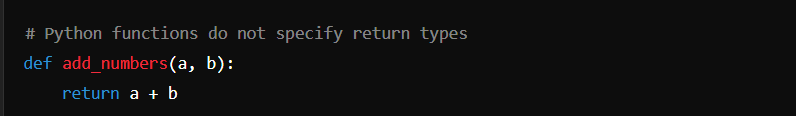 # Python functions do not specify return types
def add_numbers(a, b):
    return a + b